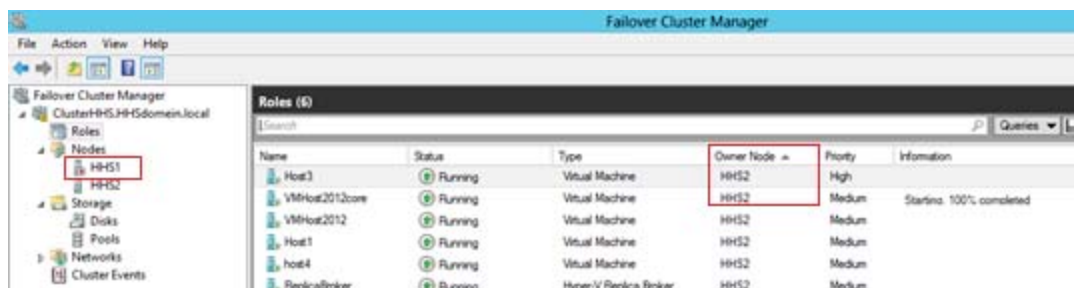 Failover Cluster Manager
File Action View Help
Failover Cluster Manager
ClusterHHS.HHSdomain.local
Roles
Nodes
HHS1
HHS2
Storage
Disks
Pools
Networks
Cluster Events
Roles (6)
Search
Queries
Name Status Type Owner Node Priority Information
Host3 Running Virtual Machine HHS2 High
VMHost2012core Running Virtual Machine HHS2 Medium Starting. 100% completed
VMHost2012 Running Virtual Machine HHS2 Medium
Host1 Running Virtual Machine HHS2 Medium
host4 Running Virtual Machine HHS2 Medium
ReplicaBroker Running Hyper-V Replica Broker HHS2 Medium